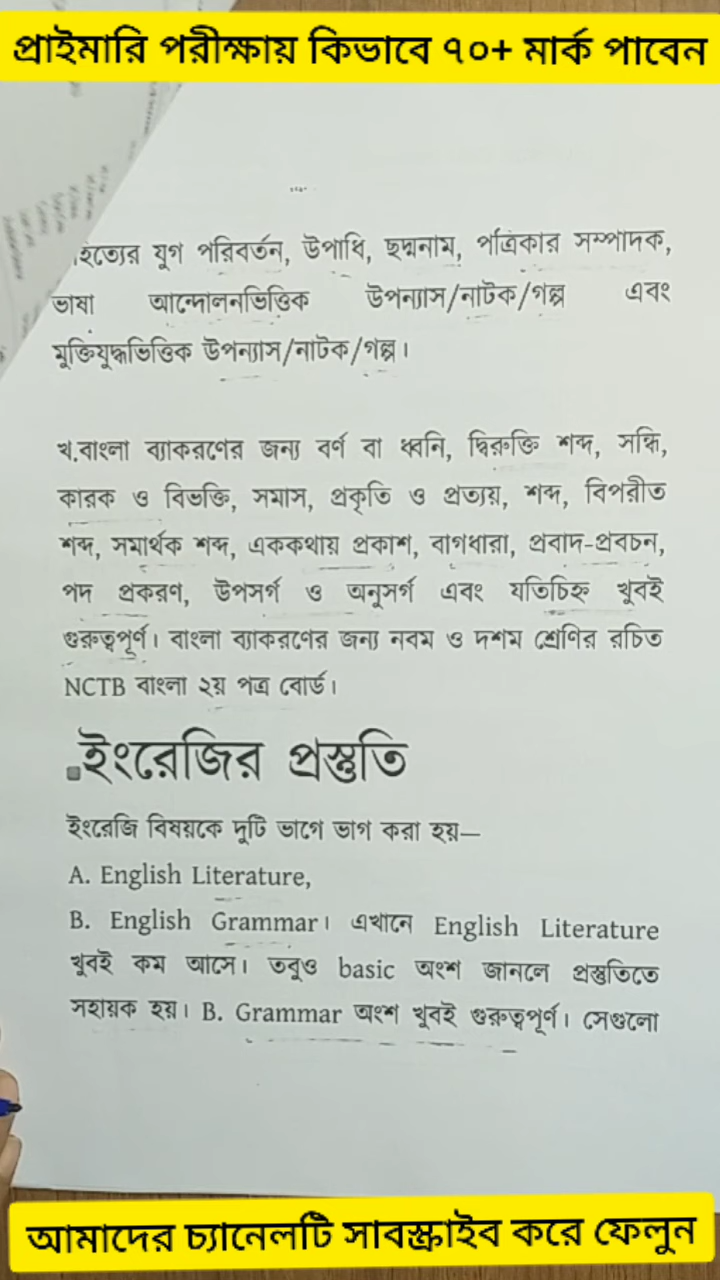 প্রাইমারি পরীক্ষায় কিভাবে ৭০+ মার্ক পাবেন
যুগ পরিবর্তন, উপাধি, ছদ্মনাম, পত্রিকার সম্পাদক,
ভাষা আন্দোলনভিত্তিক উপন্যাস/নাটক/গল্প এবং
মুক্তিযুদ্ধভিত্তিক উপন্যাস/নাটক/গল্প।
খ.বাংলা ব্যাকরণের জন্য বর্ণ বা ধ্বনি, দ্বিরুক্তি শব্দ, সন্ধি,
কারক ও বিভক্তি, সমাস, প্রকৃতি ও প্রত্যয়, শব্দ, বিপরীত
শব্দ, সমার্থক শব্দ, এককথায় প্রকাশ, বাগধারা, প্রবাদ-প্রবচন,
পদ প্রকরণ, উপসর্গ ও অনুসর্গ এবং যতিচিহ্ন খুবই
গুরুত্বপূর্ণ। বাংলা ব্যাকরণের জন্য নবম ও দশম শ্রেণির রচিত
NCTB বাংলা ২য় পত্র বোর্ড।
ইংরেজির প্রস্তুতি
ইংরেজি বিষয়কে দুটি ভাগে ভাগ করা হয়—
A. English Literature,
B. English Grammar। এখানে English Literature
খুবই কম আসে। তবুও basic অংশ জানলে প্রস্তুতিতে
সহায়ক হয়। B. Grammar অংশ খুবই গুরুত্বপূর্ণ। সেগুলো
আমাদের চ্যানেলটি সাবস্ক্রাইব করে ফেলুন